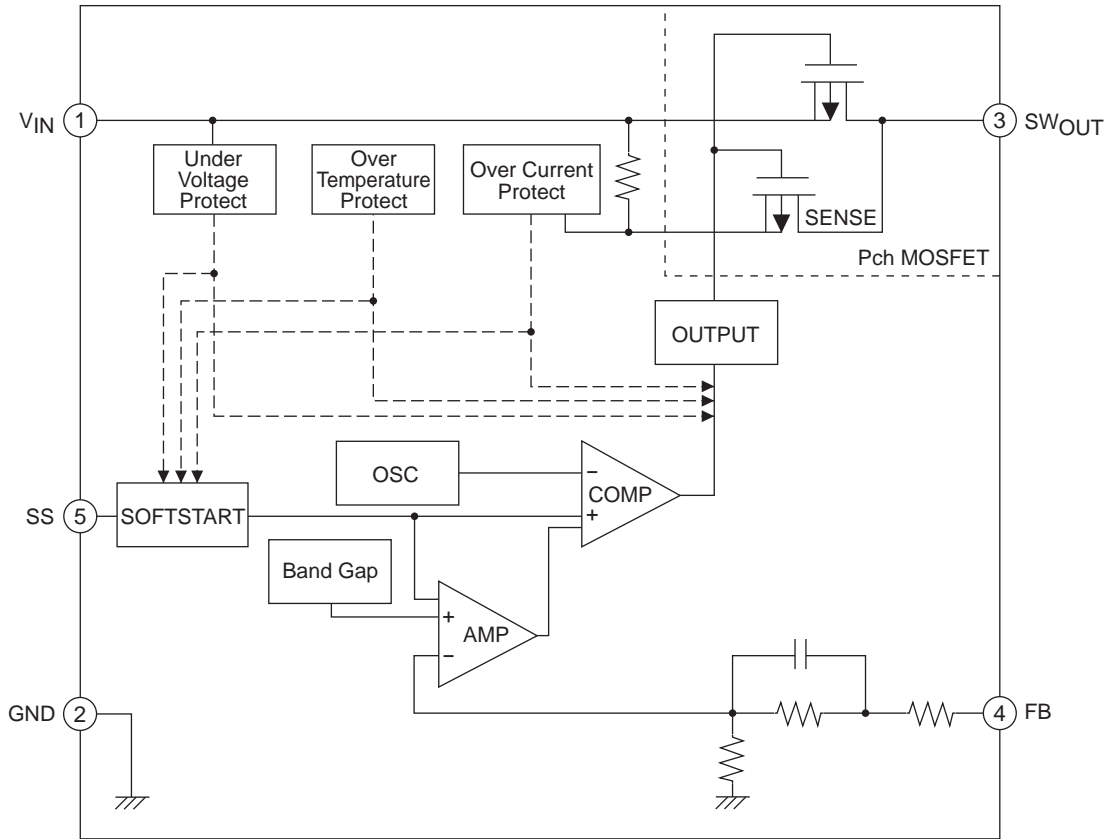 VIN
1
3
SWOUT
Under
Voltage
Protect
Over
Temperature
Protect
Over Current
Protect
SENSE
Pch MOSFET
OUTPUT
OSC
−
COMP
+
SS
5
SOFTSTART
Band Gap
+
AMP
−
GND
2
4
FB